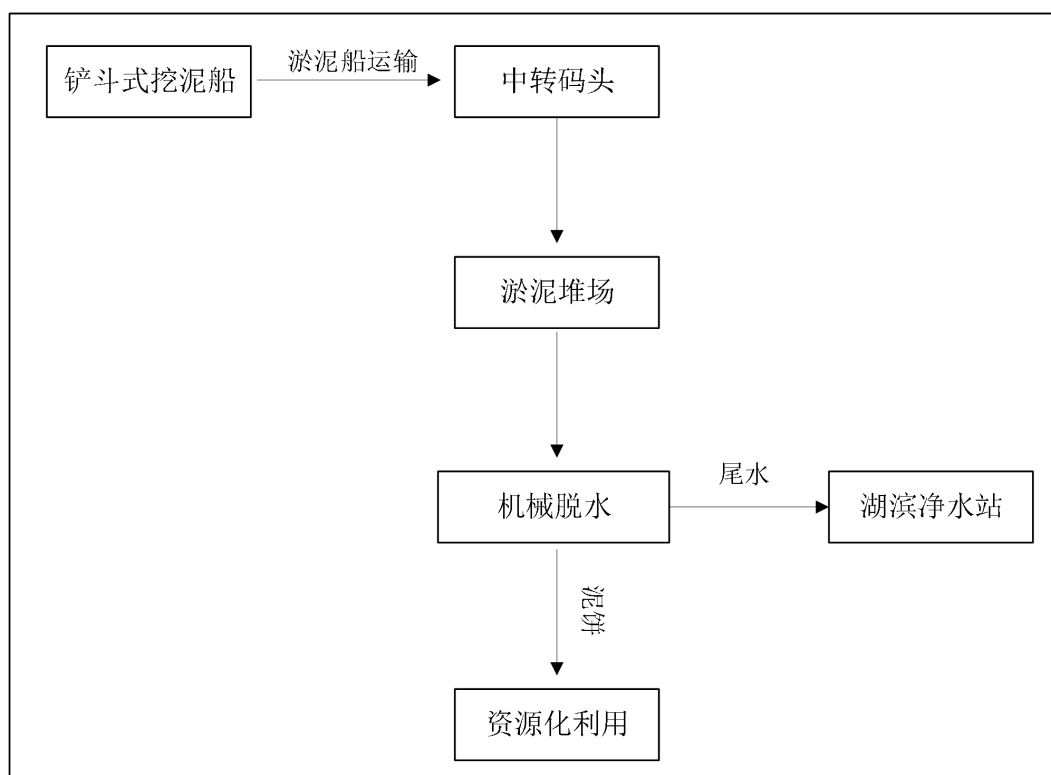 铲斗式挖泥船
淤泥船运输
中转码头
淤泥堆场
机械脱水
尾水
湖滨净水站
泥饼
资源化利用